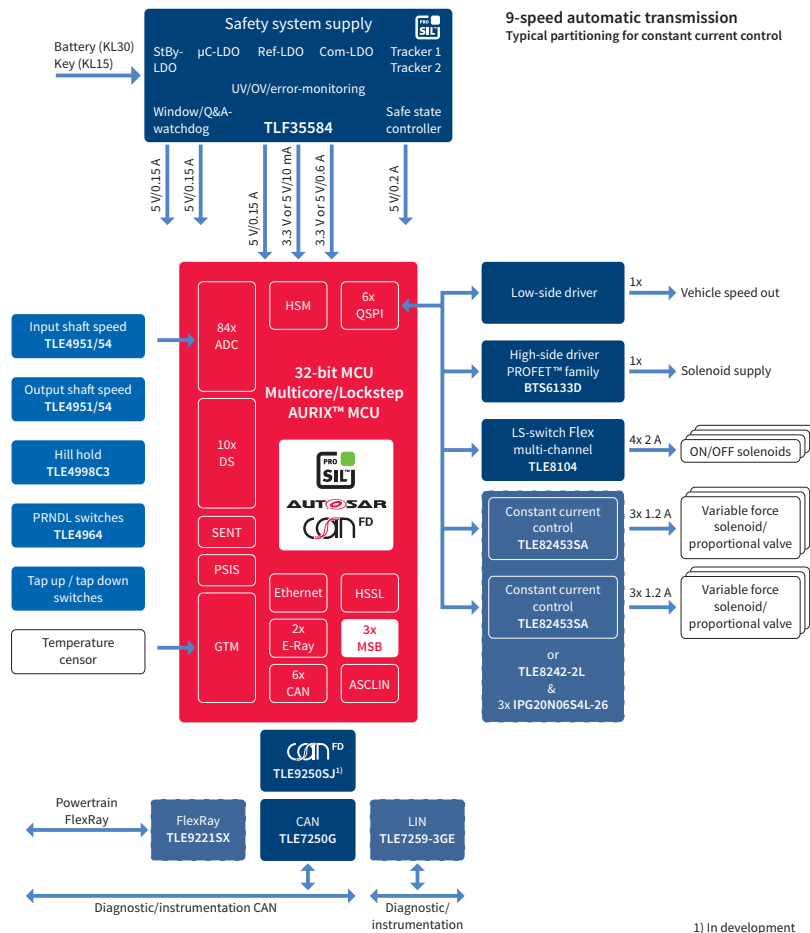 9-speed automatic transmission
Typical partitioning for constant current control
Safety system supply
PRO
SIL™
Battery (KL30)
Key (KL15)
StBy-
LDO
µC-LDO
Ref-LDO
Com-LDO
Tracker 1
Tracker 2
UV/OV/error-monitoring
Window/Q&A-
watchdog
TLF35584
Safe state
controller
5 V/0.15 A
5 V/0.15 A
5 V/0.15 A
3.3 V or 5 V/10 mA
3.3 V or 5 V/0.6 A
5 V/0.2 A
Input shaft speed
TLE4951/54
Output shaft speed
TLE4951/54
Hill hold
TLE4998C3
PRNDL switches
TLE4964
Tap up / tap down
switches
Temperature
censor
84x
ADC
HSM
6x
QSPI
32-bit MCU
Multicore/Lockstep
AURIX™ MCU
10x
DS
PRO
SIL™
AUTOSAR
CAN FD
SENT
PSIS
GTM
Ethernet
HSSL
2x
E-Ray
3x
MSB
6x
CAN
ASCLIN
Low-side driver
1x
Vehicle speed out
High-side driver
PROFET™ family
BTS6133D
1x
Solenoid supply
LS-switch Flex
multi-channel
TLE8104
4x 2 A
ON/OFF solenoids
Constant current
control
TLE82453SA
3x 1.2 A
Variable force
solenoid/
proportional valve
Constant current
control
TLE82453SA
3x 1.2 A
Variable force
solenoid/
proportional valve
or
TLE8242-2L
&
3x IPG20N06S4L-26
CAN FD
TLE9250SJ1)
Powertrain
FlexRay
FlexRay
TLE9221SX
CAN
TLE7250G
LIN
TLE7259-3GE
Diagnostic/instrumentation CAN
Diagnostic/
instrumentation
1) In development